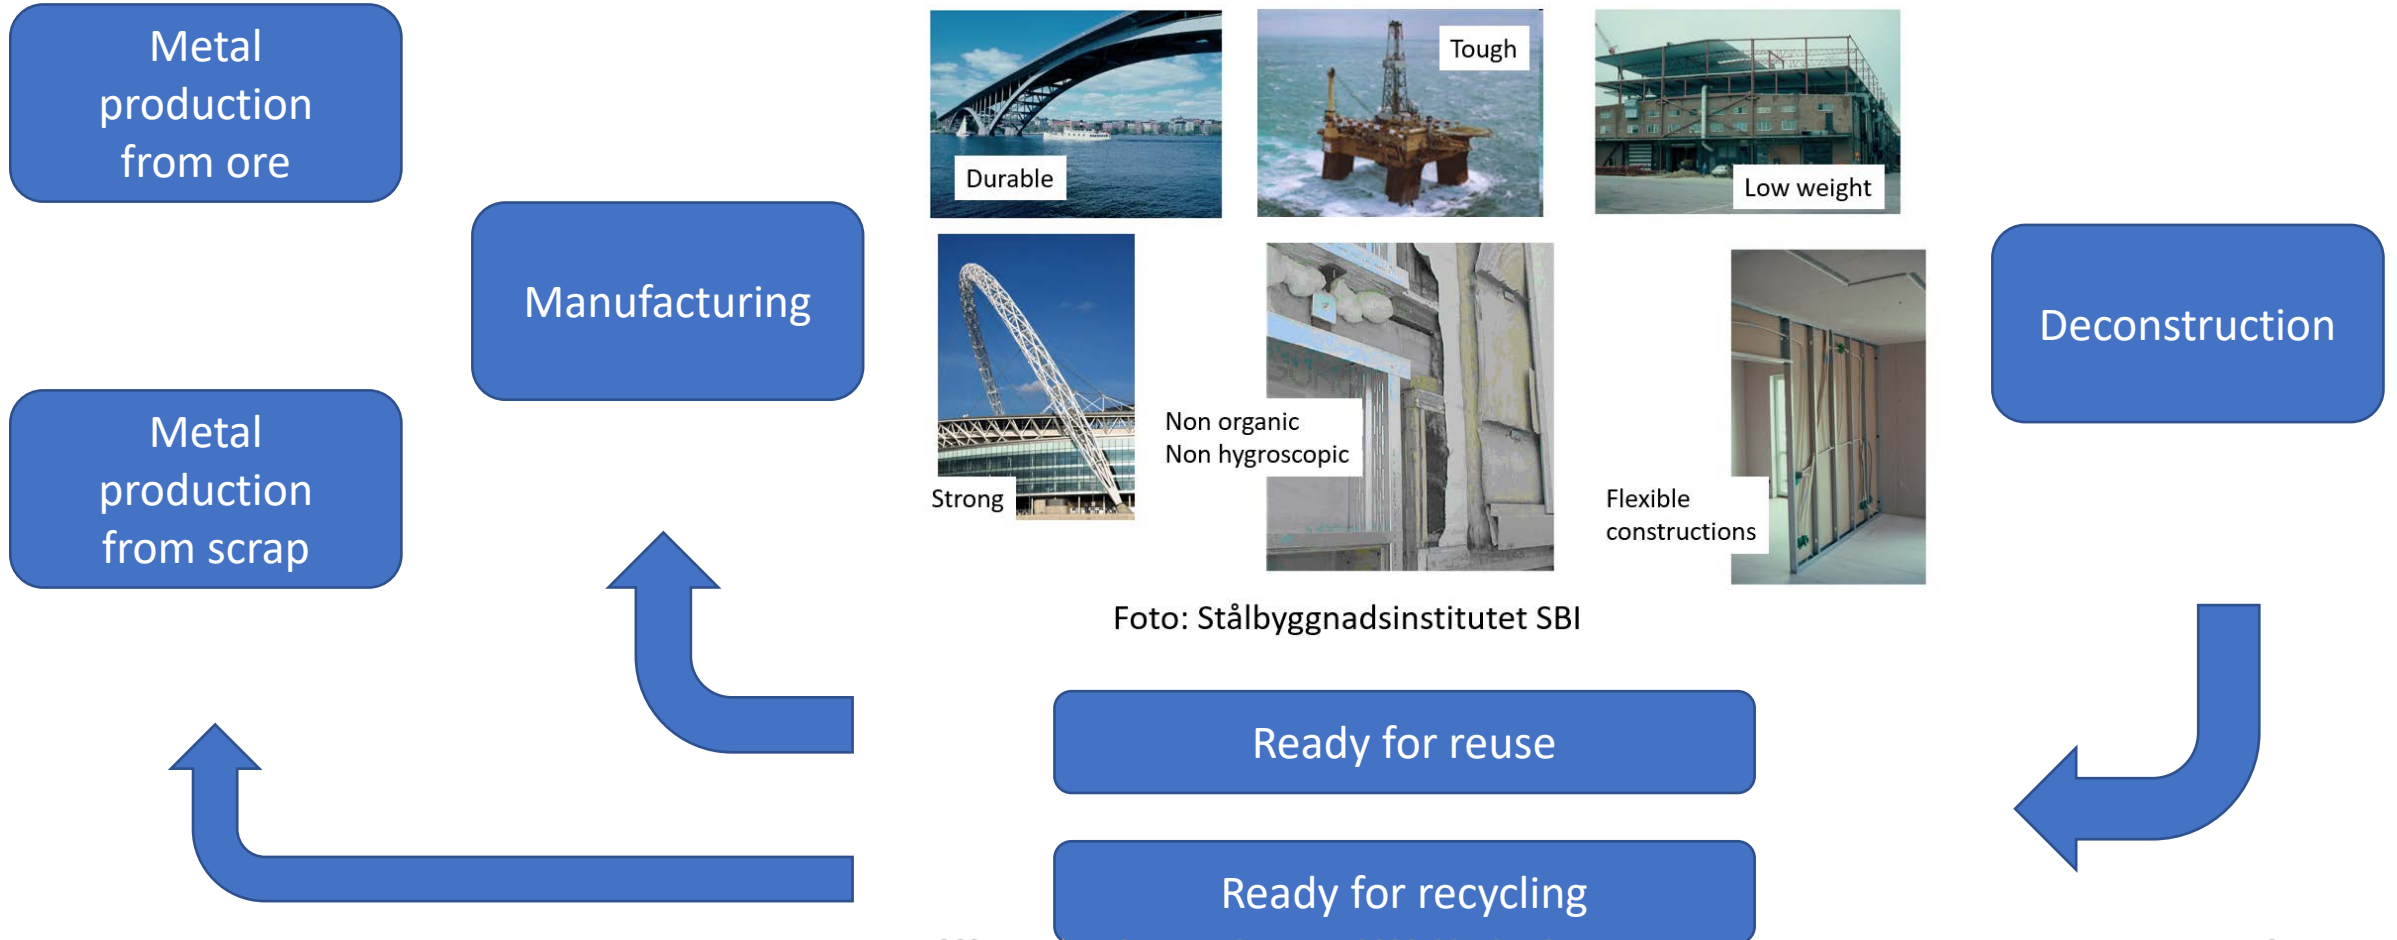 Metal
production
from ore
Manufacturing
Metal
production
from scrap
Durable
Tough
Low weight
Strong
Non organic
Non hygroscopic
Flexible
constructions
Foto: Stålbyggnadsinstitutet SBI
Deconstruction
Ready for reuse
Ready for recycling